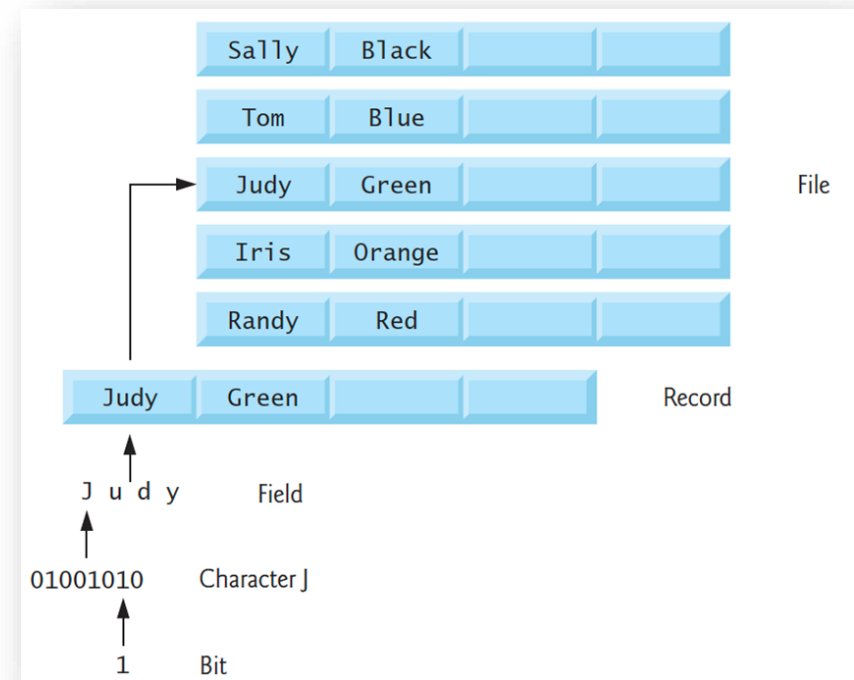 Sally Black
Tom Blue
Judy Green File
Iris Orange
Randy Red
Judy Green Record
J u d y Field
01001010 Character J
1 Bit